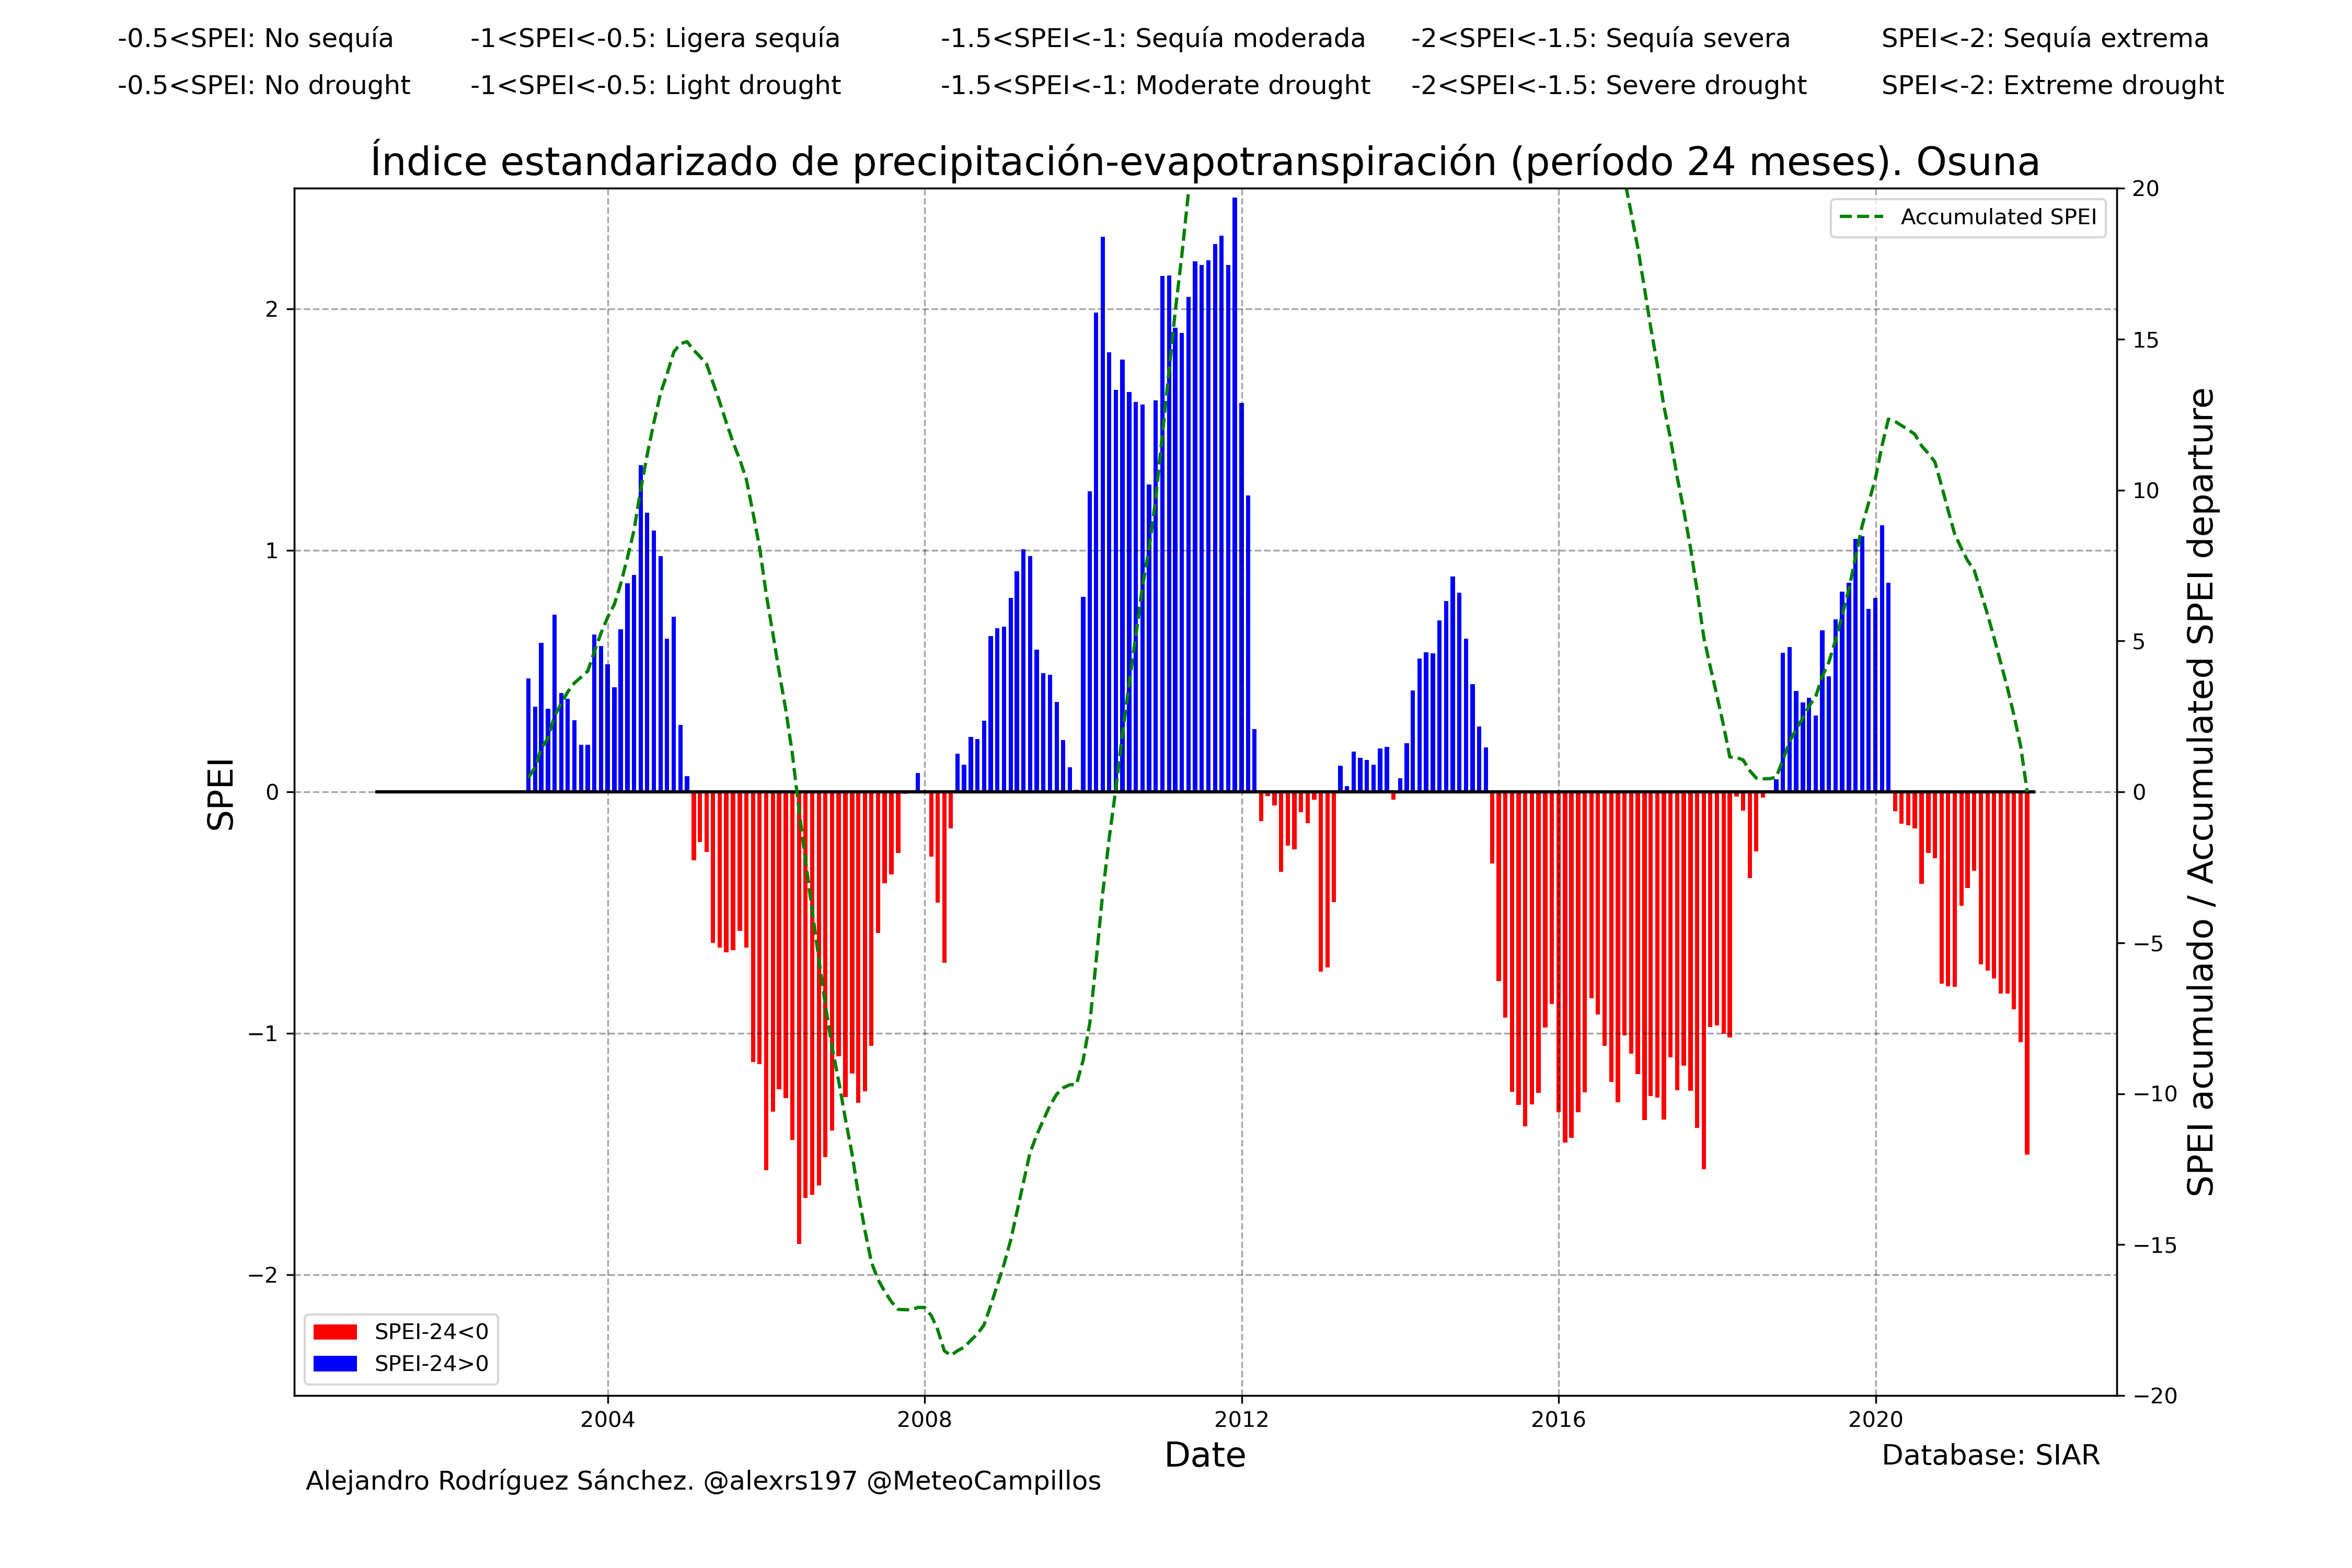 -0.5<SPEI: No sequía -1<SPEI<-0.5: Ligera sequía -1.5<SPEI<-1: Sequía moderada -2<SPEI<-1.5: Sequía severa SPEI<-2: Sequía extrema
-0.5<SPEI: No drought -1<SPEI<-0.5: Light drought -1.5<SPEI<-1: Moderate drought -2<SPEI<-1.5: Severe drought SPEI<-2: Extreme drought
Índice estandarizado de precipitación-evapotranspiración (período 24 meses). Osuna
Accumulated SPEI
SPEI
2
1
0
−1
−2
20
15
10
5
0
−5
−10
−15
−20
SPEI acumulado / Accumulated SPEI departure
SPEI-24<0
SPEI-24>0
2004 2008 2012 2016 2020
Date
Database: SIAR
Alejandro Rodríguez Sánchez. @alexrs197 @MeteoCampillos